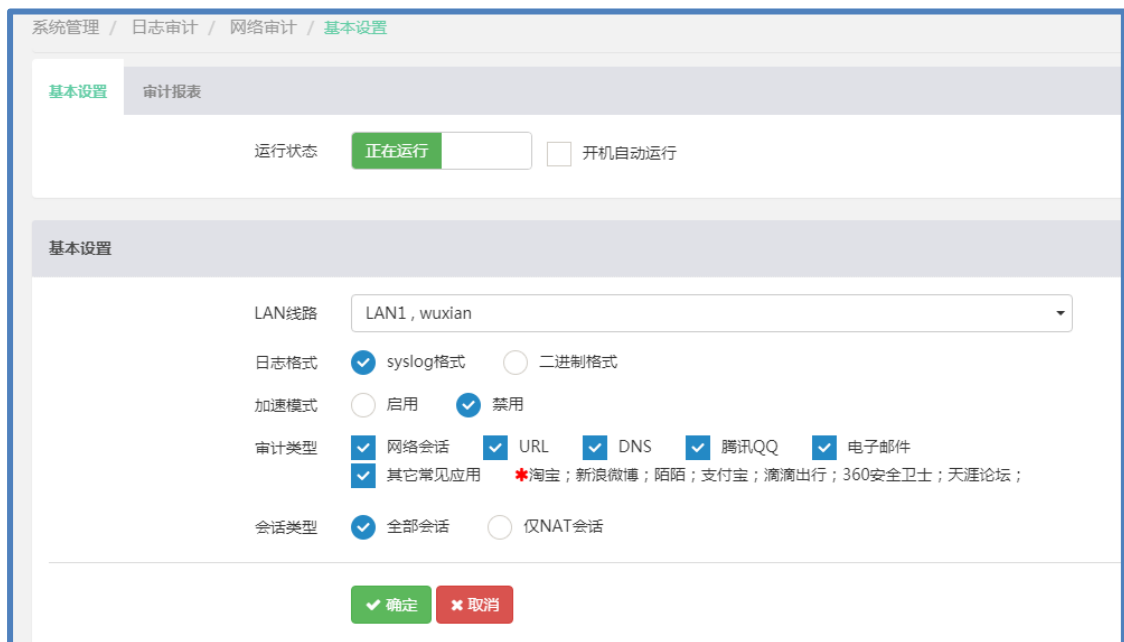 系统管理 / 日志审计 / 网络审计 / 基本设置
基本设置 审计报表
运行状态 正在运行 开机自动运行
基本设置
LAN线路 LAN1 , wuxian
日志格式 syslog格式 二进制格式
加速模式 启用 禁用
审计类型 网络会话 URL DNS 腾讯QQ 电子邮件
其它常见应用 *淘宝；新浪微博；陌陌；支付宝；滴滴出行；360安全卫士；天涯论坛；
会话类型 全部会话 仅NAT会话
确定 取消